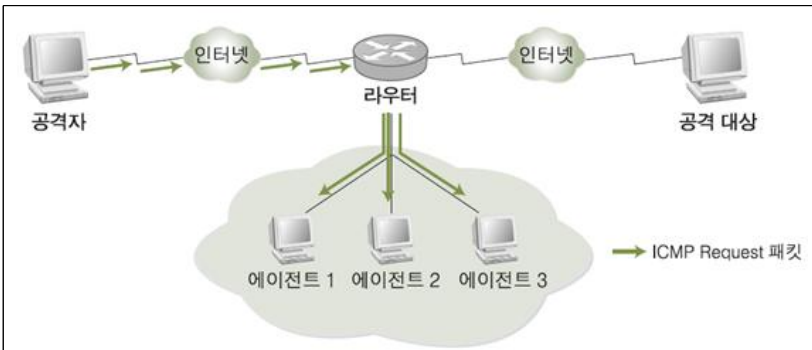 인터넷
인터넷
라우터
공격자
공격 대상
에이전트 1
에이전트 2
에이전트 3
ICMP Request 패킷